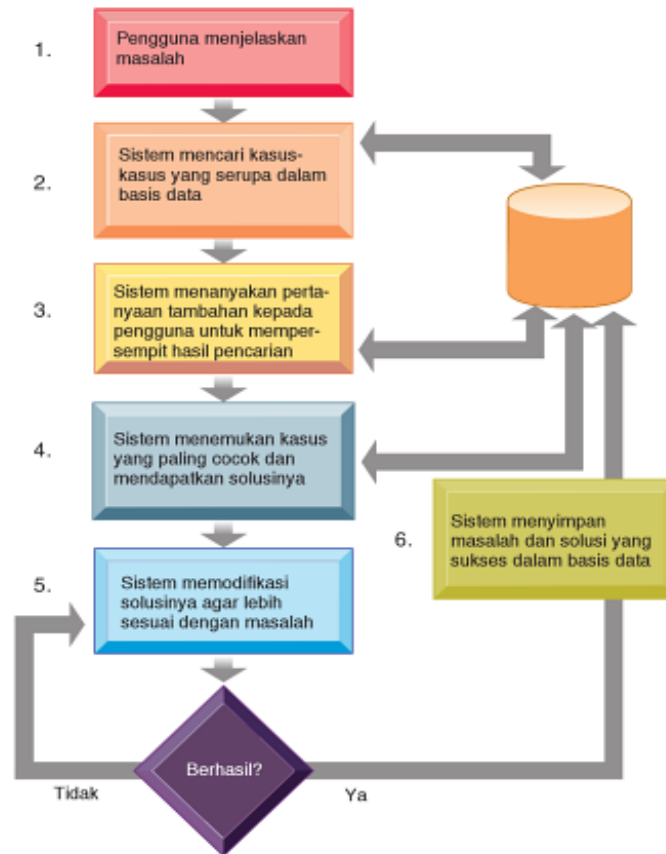 1.
Pengguna menjelaskan
masalah
2.
Sistem mencari kasus-
kasus yang serupa dalam
basis data
3.
Sistem menanyakan perta-
nyaan tambahan kepada
pengguna untuk memper-
sempit hasil pencarian
4.
Sistem menemukan kasus
yang paling cocok dan
mendapatkan solusinya
5.
Sistem memodifikasi
solusinya agar lebih
sesuai dengan masalah
6.
Sistem menyimpan
masalah dan solusi yang
sukses dalam basis data
Berhasil?
Tidak
Ya